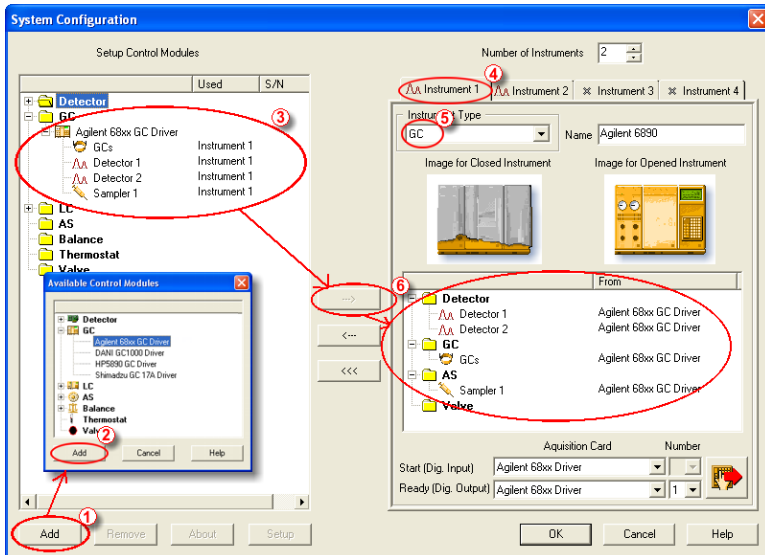 System Configuration
Setup Control Modules
Number of Instruments 2
Used S/N
Detector
GC
Agilent 68xx GC Driver
GCs Instrument 1
Detector 1 Instrument 1
Detector 2 Instrument 1
Sampler 1 Instrument 1
LC
AS
Balance
Thermostat
Valve
3
Available Control Modules
Detector
GC
Agilent 68xx GC Driver
DANI GC1000 Driver
HP5890 GC Driver
Shimadzu GC 17A Driver
LC
AS
Balance
Thermostat
Valv
2
Add Cancel Help
1
Add Remove About Setup
--->
<---
<<<
6
4
Instrument 1 Instrument 2 Instrument 3 Instrument 4
Instrument Type
5
GC Name Agilent 6890
Image for Closed Instrument Image for Opened Instrument
From
Detector
Detector 1 Agilent 68xx GC Driver
Detector 2 Agilent 68xx GC Driver
GC
GCs Agilent 68xx GC Driver
AS
Sampler 1 Agilent 68xx GC Driver
Valve
Aquisition Card Number
Start (Dig. Input) Agilent 68xx Driver
Ready (Dig. Output) Agilent 68xx Driver 1
OK Cancel Help